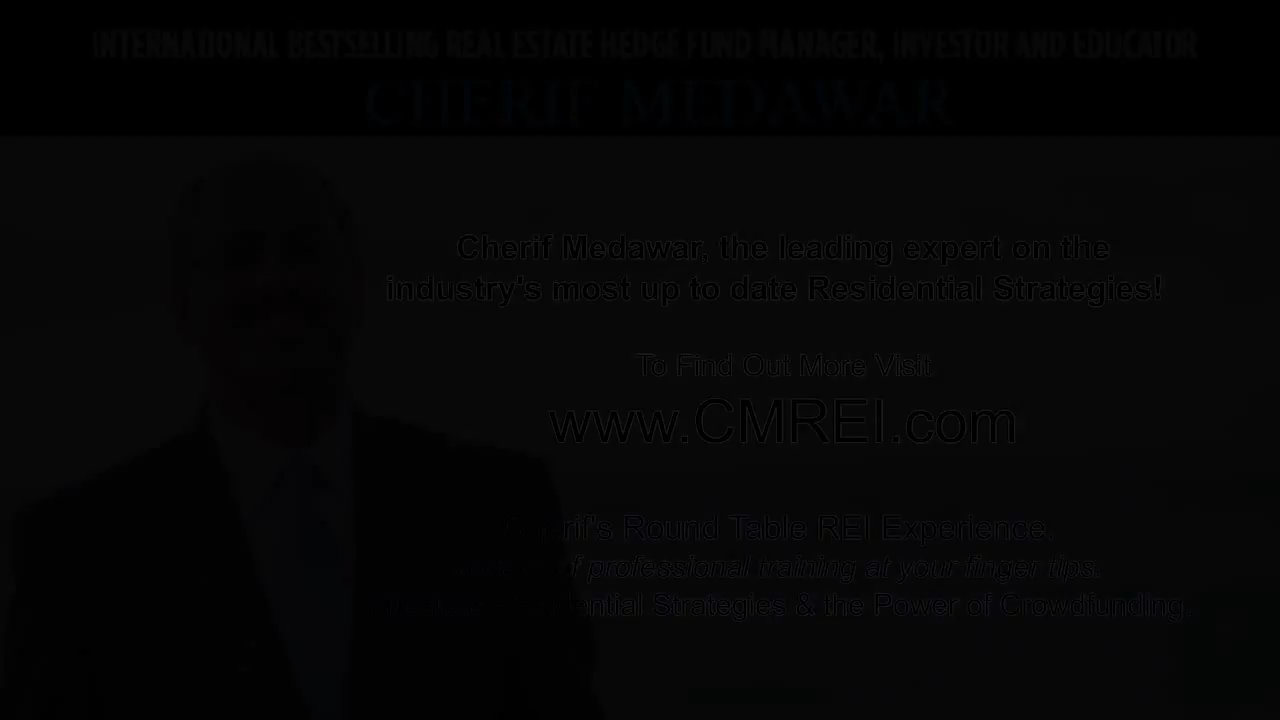 INTERNATIONAL BESTSELLING REAL ESTATE HEDGE FUND MANAGER, INVESTOR AND EDUCATOR
CHERIF MEDAWAR
Cherif Medawar, the leading expert on the
industry's most up to date Residential Strategies!
To Find Out More Visit
www.CMREI.com
Round Table REI Experience.
of professional training at your finger tips.
Strategies & the Power of Crowdfunding